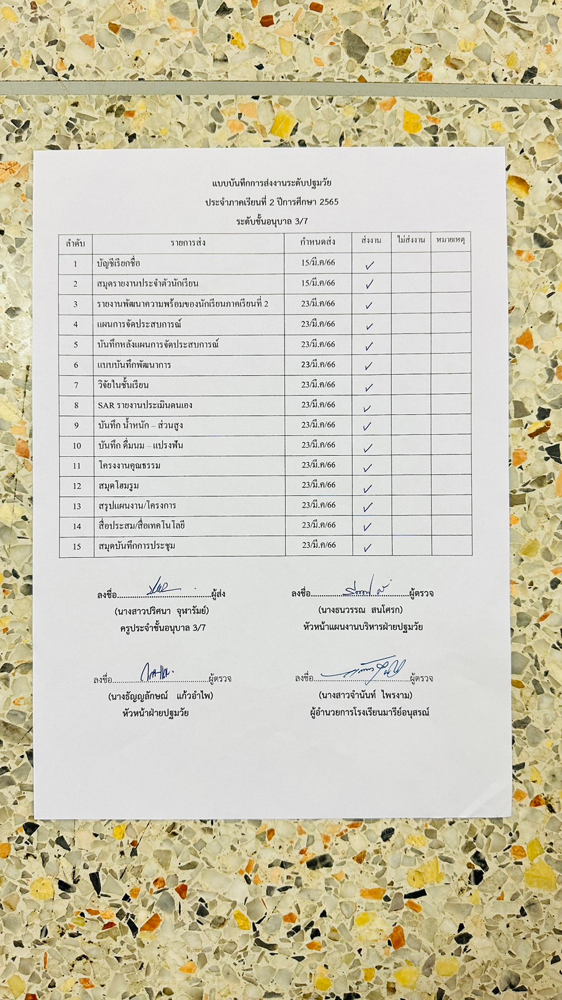 แบบบันทึกการส่งงานระดับปฐมวัย
ประจำภาคเรียนที่ 2 ปีการศึกษา 2565
ระดับชั้นอนุบาล 3/7
ลำดับ รายการส่ง กำหนดส่ง ส่งงาน ไม่ส่งงาน หมายเหตุ
1 บัญชีเรียกชื่อ 15/มี.ค/66 ✓
2 สมุดรายงานประจำตัวนักเรียน 15/มี.ค/66 ✓
3 รายงานพัฒนาความพร้อมของนักเรียนภาคเรียนที่ 2 23/มี.ค/66 ✓
4 แผนการจัดประสบการณ์ 23/มี.ค/66 ✓
5 บันทึกหลังแผนการจัดประสบการณ์ 23/มี.ค/66 ✓
6 แบบบันทึกพัฒนาการ 23/มี.ค/66 ✓
7 วิจัยในชั้นเรียน 23/มี.ค/66 ✓
8 SAR รายงานประเมินตนเอง 23/มี.ค/66 ✓
9 บันทึก น้ำหนัก – ส่วนสูง 23/มี.ค/66 ✓
10 บันทึก ดื่มนม – แปรงฟัน 23/มี.ค/66 ✓
11 โครงงานคุณธรรม 23/มี.ค/66 ✓
12 สมุดโฮมรูม 23/มี.ค/66 ✓
13 สรุปแผนงาน/โครงการ 23/มี.ค/66 ✓
14 สื่อประสม/สื่อเทคโนโลยี 23/มี.ค/66 ✓
15 สมุดบันทึกการประชุม 23/มี.ค/66 ✓
ลงชื่อ............................................ผู้ส่ง ลงชื่อ............................................ผู้ตรวจ
(นางสาวปริศนา จุฬารัมย์) (นางธนวรรณ สนโศรก)
ครูประจำชั้นอนุบาล 3/7 หัวหน้าแผนงานบริหารฝ่ายปฐมวัย
ลงชื่อ............................................ผู้ตรวจ ลงชื่อ............................................ผู้ตรวจ
(นางธัญญลักษณ์ แก้วอำไพ) (นางสาวจำนันท์ ไพรงาม)
หัวหน้าฝ่ายปฐมวัย ผู้อำนวยการโรงเรียนมารีย์อนุสรณ์